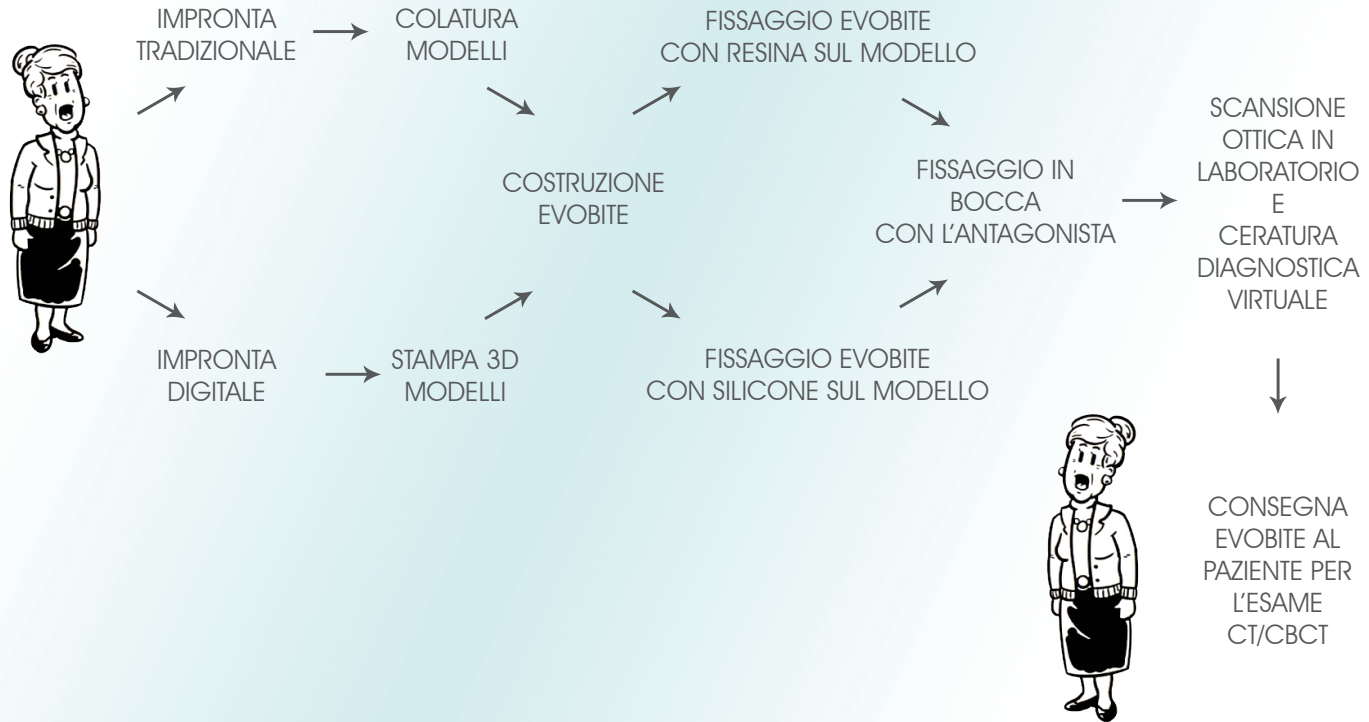 IMPRONTA
TRADIZIONALE
COLATURA
MODELLI
FISSAGGIO EVOBITE
CON RESINA SUL MODELLO
COSTRUZIONE
EVOBITE
IMPRONTA
DIGITALE
STAMPA 3D
MODELLI
FISSAGGIO EVOBITE
CON SILICONE SUL MODELLO
FISSAGGIO IN
BOCCA
CON L'ANTAGONISTA
SCANSIONE
OTTICA IN
LABORATORIO
E
CERATURA
DIAGNOSTICA
VIRTUALE
CONSEGNA
EVOBITE AL
PAZIENTE PER
L'ESAME
CT/CBCT